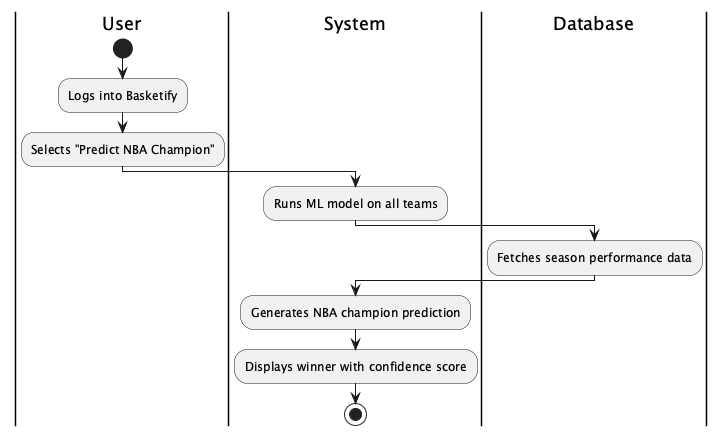 User
System
Database
Logs into Basketify
Selects "Predict NBA Champion"
Runs ML model on all teams
Fetches season performance data
Generates NBA champion prediction
Displays winner with confidence score